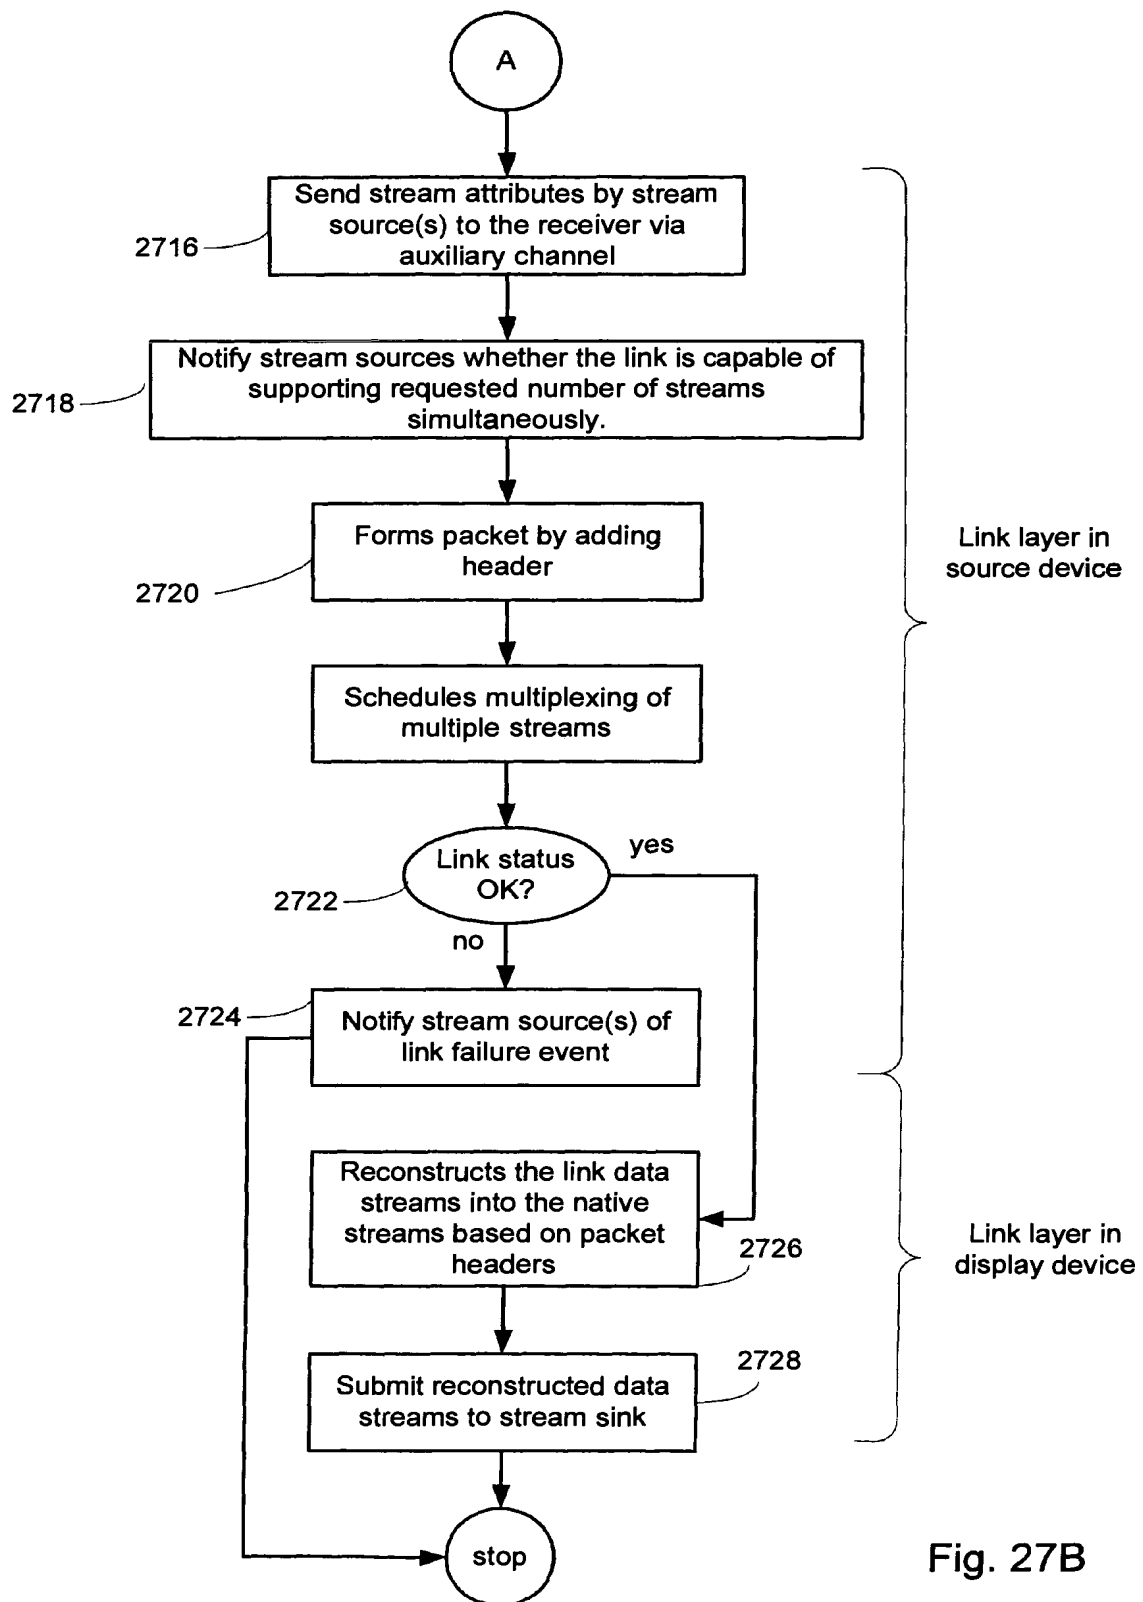 A
Send stream attributes by stream
source(s) to the receiver via
auxiliary channel
2716
Notify stream sources whether the link is capable of
supporting requested number of streams
simultaneously.
2718
Forms packet by adding
header
2720
Link layer in
source device
Schedules multiplexing of
multiple streams
Link status
OK?
yes
2722
no
2724
Notify stream source(s) of
link failure event
Reconstructs the link data
streams into the native
streams based on packet
headers
2726
Link layer in
display device
2728
Submit reconstructed data
streams to stream sink
stop
Fig. 27B